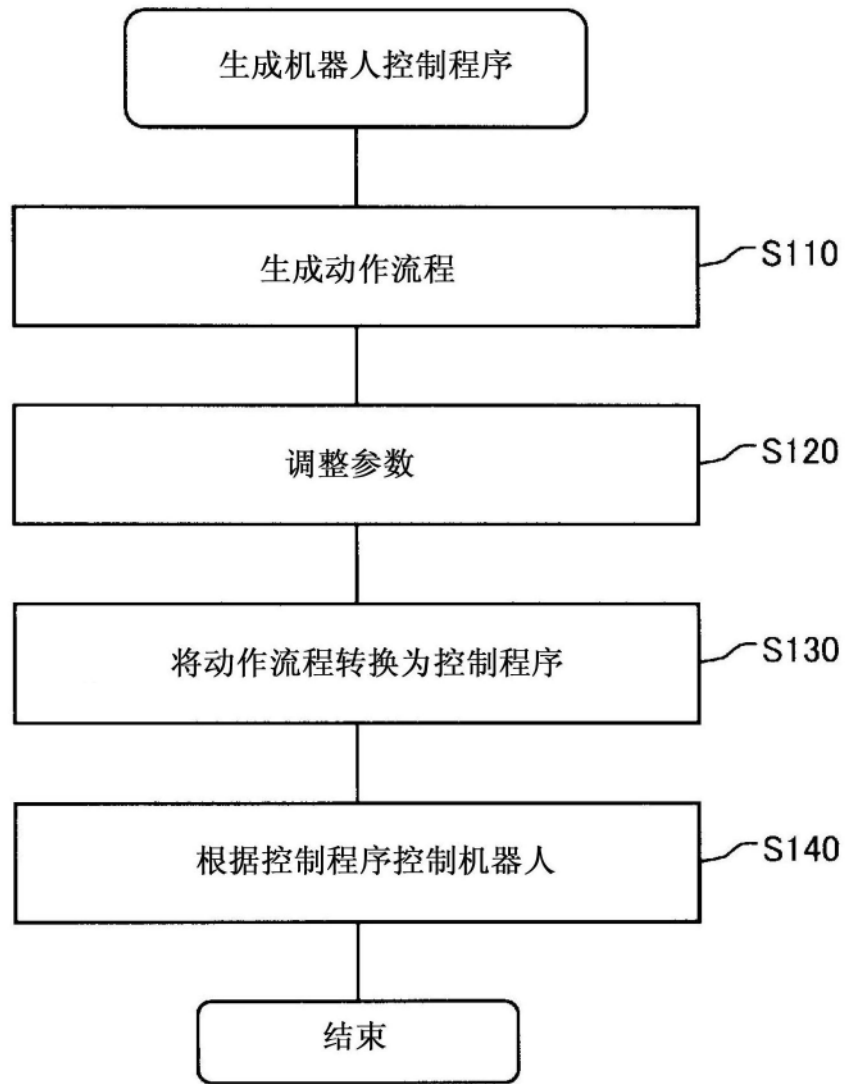 生成机器人控制程序
生成动作流程
S110
调整参数
S120
将动作流程转换为控制程序
S130
根据控制程序控制机器人
S140
结束